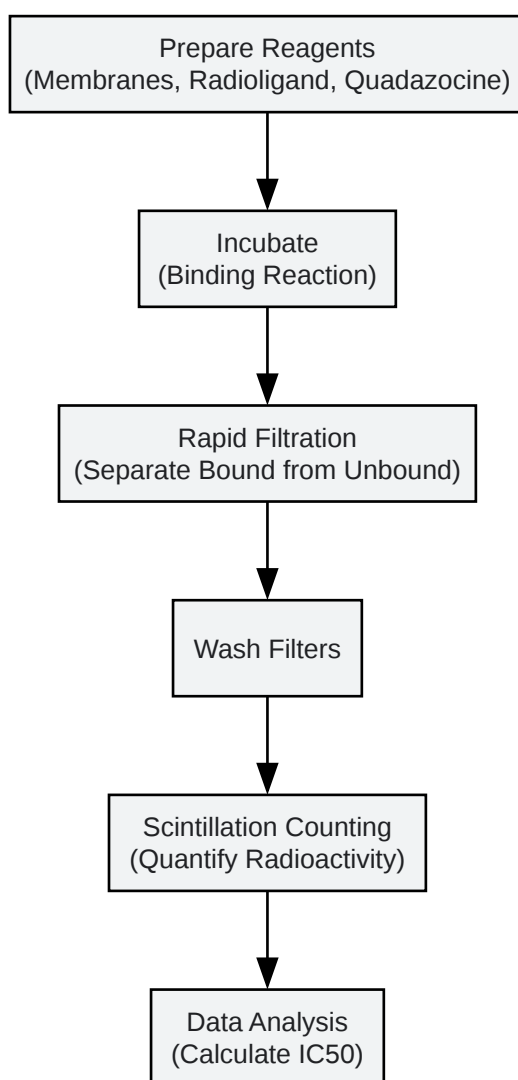 Prepare Reagents
(Membranes, Radioligand, Quadazocine)
Incubate
(Binding Reaction)
Rapid Filtration
(Separate Bound from Unbound)
Wash Filters
Scintillation Counting
(Quantify Radioactivity)
Data Analysis
(Calculate IC50)